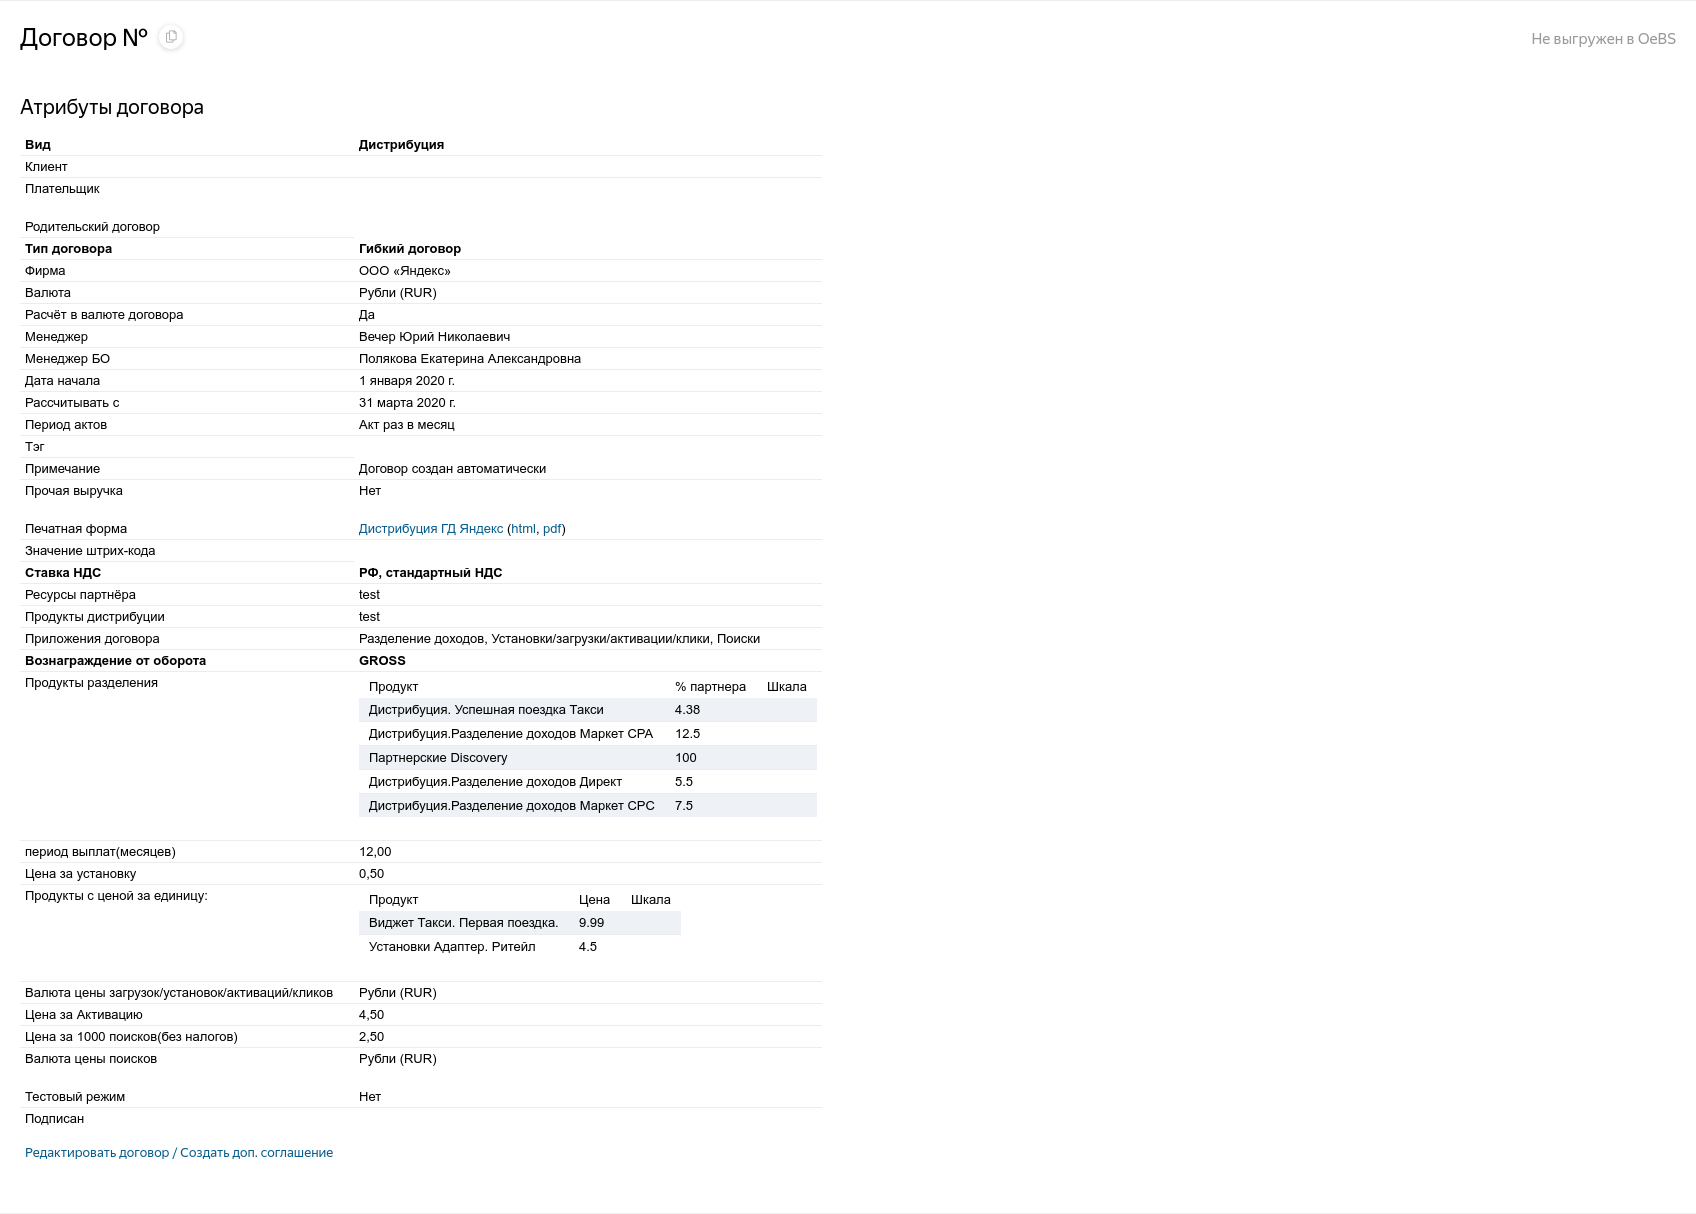 Договор №
Не выгружен в OeBS
Атрибуты договора
Вид Дистрибуция
Клиент
Плательщик
Родительский договор
Тип договора Гибкий договор
Фирма ООО «Яндекс»
Валюта Рубли (RUR)
Расчёт в валюте договора Да
Менеджер Вечер Юрий Николаевич
Менеджер БО Полякова Екатерина Александровна
Дата начала 1 января 2020 г.
Рассчитывать с 31 марта 2020 г.
Период актов Акт раз в месяц
Тэг
Примечание Договор создан автоматически
Прочая выручка Нет
Печатная форма Дистрибуция ГД Яндекс (html, pdf)
Значение штрих-кода
Ставка НДС РФ, стандартный НДС
Ресурсы партнёра test
Продукты дистрибуции test
Приложения договора Разделение доходов, Установки/загрузки/активации/клики, Поиски
Вознаграждение от оборота GROSS
Продукты разделения
Продукт % партнера Шкала
Дистрибуция. Успешная поездка Такси 4.38
Дистрибуция.Разделение доходов Маркет CPA 12.5
Партнерские Discovery 100
Дистрибуция.Разделение доходов Директ 5.5
Дистрибуция.Разделение доходов Маркет CPC 7.5
период выплат(месяцев) 12,00
Цена за установку 0,50
Продукты с ценой за единицу:
Продукт Цена Шкала
Виджет Такси. Первая поездка. 9.99
Установки Адаптер. Ритейл 4.5
Валюта цены загрузок/установок/активаций/кликов Рубли (RUR)
Цена за Активацию 4,50
Цена за 1000 поисков(без налогов) 2,50
Валюта цены поисков Рубли (RUR)
Тестовый режим Нет
Подписан
Редактировать договор / Создать доп. соглашение